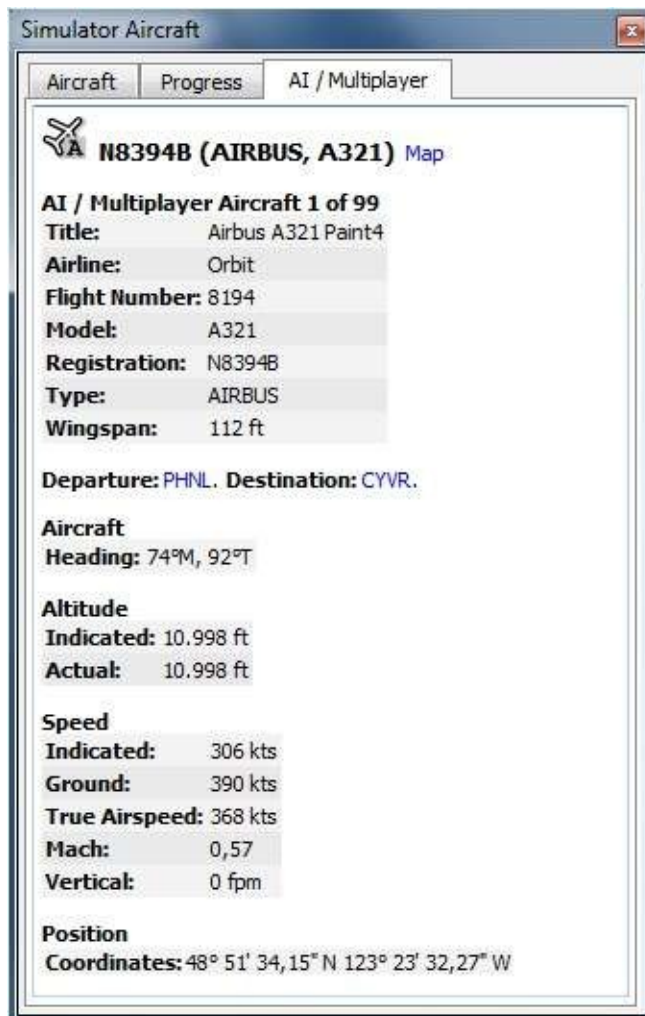 Simulator Aircraft
Aircraft Progress AI / Multiplayer
N8394B (AIRBUS, A321) Map
AI / Multiplayer Aircraft 1 of 99
Title: Airbus A321 Paint4
Airline: Orbit
Flight Number: 8194
Model: A321
Registration: N8394B
Type: AIRBUS
Wingspan: 112 ft
Departure: PHNL. Destination: CYVR.
Aircraft
Heading: 74°M, 92°T
Altitude
Indicated: 10.998 ft
Actual: 10.998 ft
Speed
Indicated: 306 kts
Ground: 390 kts
True Airspeed: 368 kts
Mach: 0,57
Vertical: 0 fpm
Position
Coordinates: 48° 51' 34,15" N 123° 23' 32,27" W